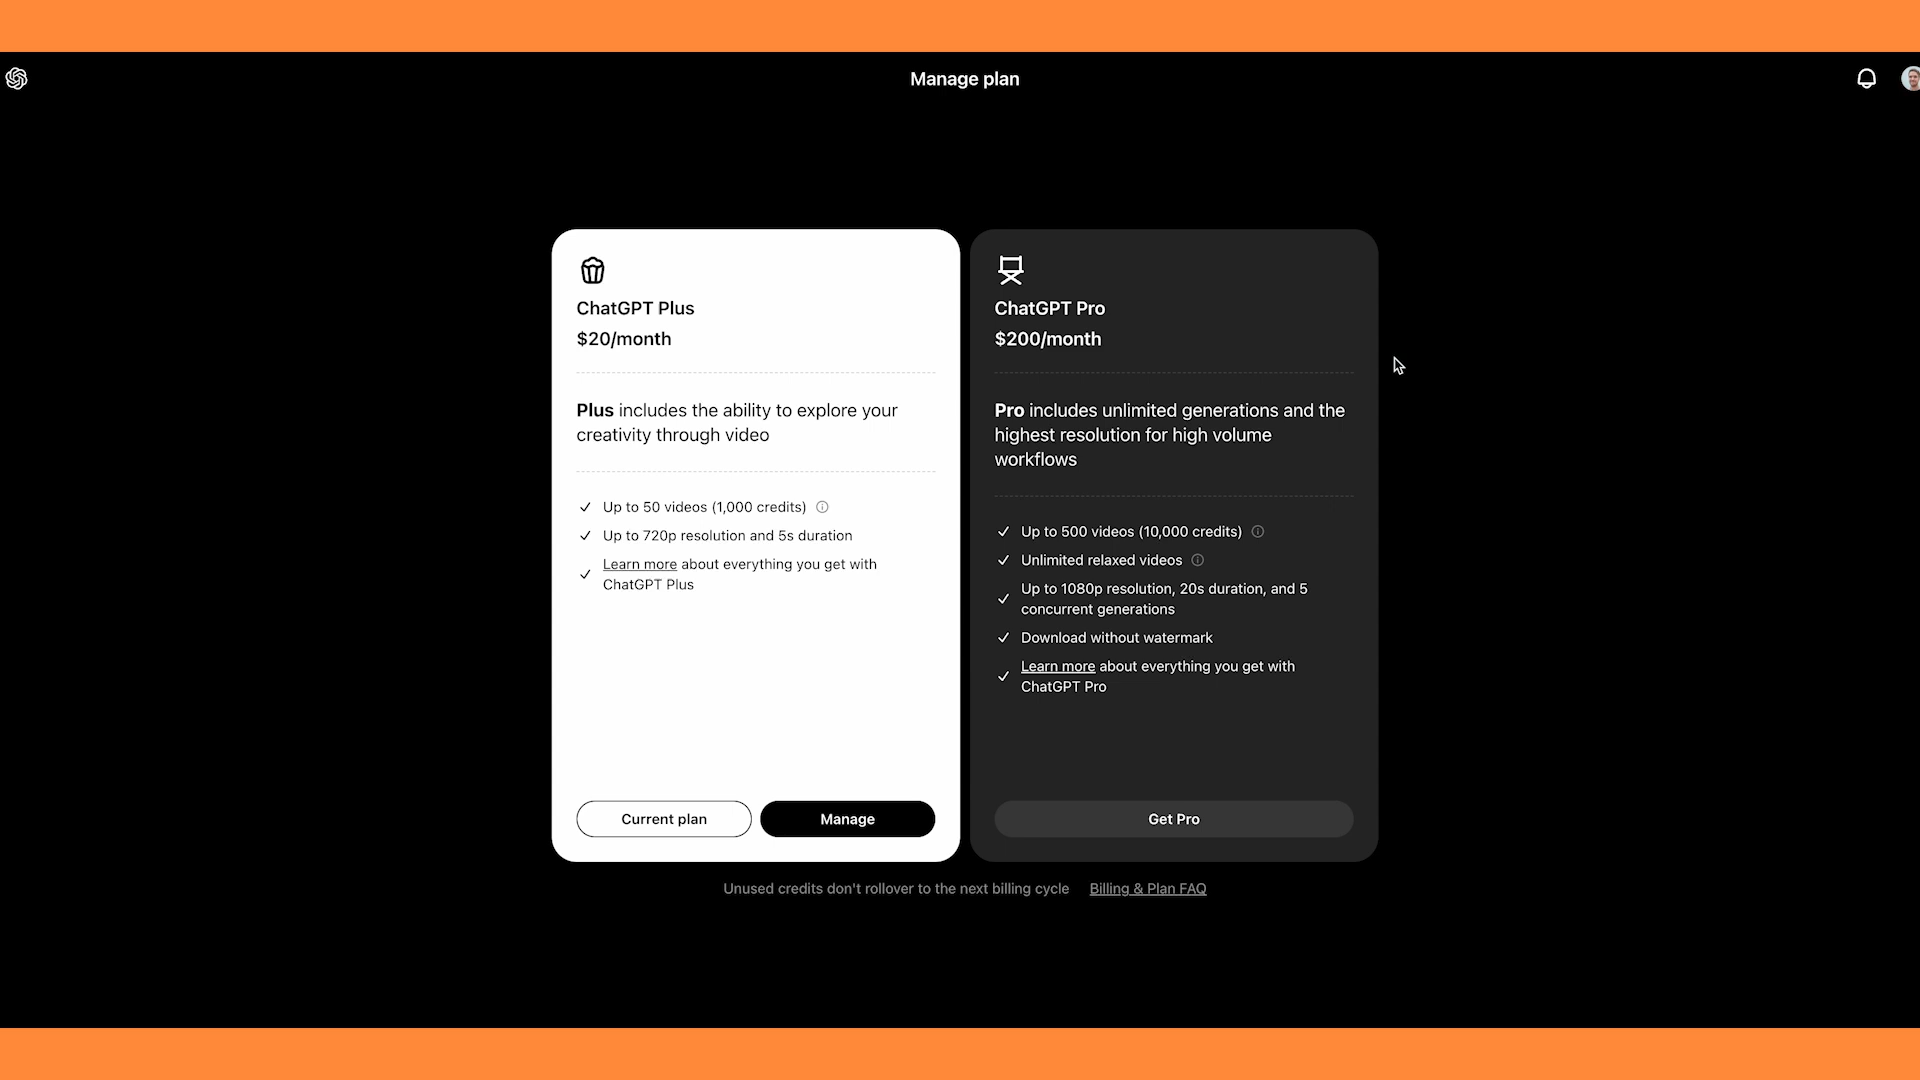 Manage plan
ChatGPT Plus
$20/month
Plus includes the ability to explore your
creativity through video
Up to 50 videos (1,000 credits)
Up to 720p resolution and 5s duration
Learn more about everything you get with
ChatGPT Plus
Current plan
Manage
ChatGPT Pro
$200/month
Pro includes unlimited generations and the
highest resolution for high volume
workflows
Up to 500 videos (10,000 credits)
Unlimited relaxed videos
Up to 1080p resolution, 20s duration, and 5
concurrent generations
Download without watermark
Learn more about everything you get with
ChatGPT Pro
Get Pro
Unused credits don't rollover to the next billing cycle
Billing & Plan FAQ